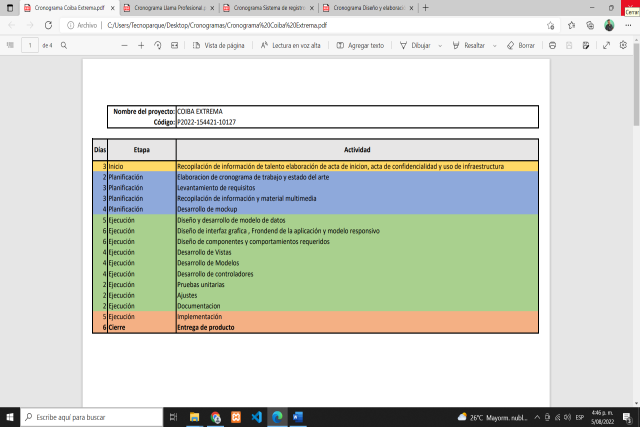 Cronograma Coiba Extrema.pdf
Cronograma Llama Profesional.p
Cronograma Sistema de registro
Cronograma Diseño y elaboracio
Cerrar
Archivo | C:/Users/Tecnoparque/Desktop/Cronogramas/Cronograma%20Coiba%20Extrema.pdf
1 de 4
Vista de página
Lectura en voz alta
Agregar texto
Dibujar
Resaltar
Borrar
Nombre del proyecto: COIBA EXTREMA
Código: P2022-154421-10127
Días Etapa Actividad
3 Inicio Recopilación de información de talento elaboración de acta de inicion, acta de confidencialidad y uso de infraestructura
2 Planificación Elaboracion de cronograma de trabajo y estado del arte
3 Planificación Levantamiento de requisitos
3 Planificación Recopilación de información y material multimedia
4 Planificación Desarrollo de mockup
5 Ejecución Diseño y desarrollo de modelo de datos
6 Ejecución Diseño de interfaz grafica , Frondend de la aplicación y modelo responsivo
6 Ejecución Diseño de componentes y comportamientos requeridos
4 Ejecución Desarrollo de Vistas
4 Ejecución Desarrollo de Modelos
4 Ejecución Desarrollo de controladores
2 Ejecución Pruebas unitarias
2 Ejecución Ajustes
2 Ejecución Documentacion
5 Ejecución Implementación
6 Cierre Entrega de producto
Escribe aquí para buscar
26°C Mayorm. nubl...
ESP
4:46 p. m.
5/08/2022